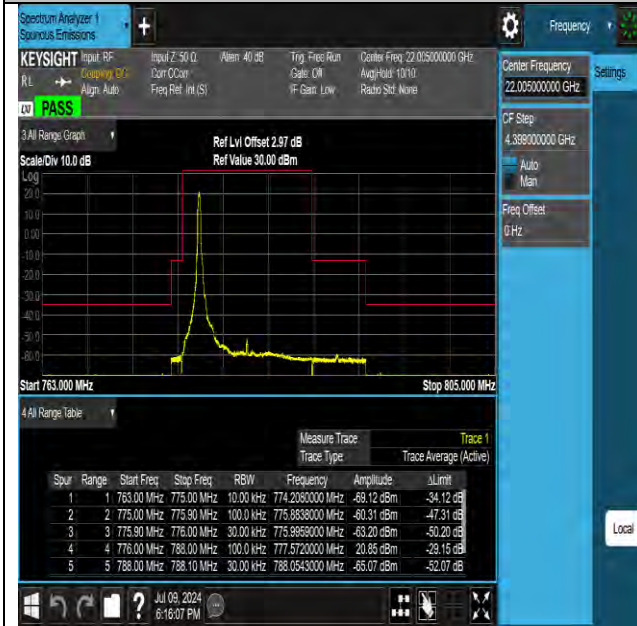 Spectrum Analyzer 1
Spurious Emissions
+
Frequency
KEYSIGHT Input: RF Input Z: 50 Ω Atten: 40 dB Trig: Free Run Center Freq: 22.005000000 GHz
RL Coupling: DC Corr CCorr Gate: Off Avg|Hold: 10/10
Align: Auto Freq Ref: Int (S) IF Gain: Low Radio Std: None
PASS
Center Frequency
22.005000000 GHz
Settings
CF Step
4.399000000 GHz
Auto
Man
Freq Offset
0 Hz
3 All Range Graph
Ref Lvl Offset 2.97 dB
Scale/Div 10.0 dB Ref Value 30.00 dBm
Log
20.0
10.0
0.00
-10.0
-20.0
-30.0
-40.0
-50.0
-60.0
Start 763.000 MHz Stop 805.000 MHz
4 All Range Table
Measure Trace Trace 1
Trace Type Trace Average (Active)
Spur Range Start Freq Stop Freq RBW Frequency Amplitude ΔLimit
1 1 763.00 MHz 775.00 MHz 10.00 kHz 774.2080000 MHz -69.12 dBm -34.12 dB
2 2 775.00 MHz 775.90 MHz 100.0 kHz 775.8838000 MHz -60.31 dBm -47.31 dB
3 3 775.90 MHz 776.00 MHz 30.00 kHz 775.9959000 MHz -63.20 dBm -50.20 dB
4 4 776.00 MHz 788.00 MHz 100.0 kHz 777.5720000 MHz 20.85 dBm -29.15 dB
5 5 788.00 MHz 788.10 MHz 30.00 kHz 788.0543000 MHz -65.07 dBm -52.07 dB
Local
?
Jul 09, 2024
6:16:07 PM